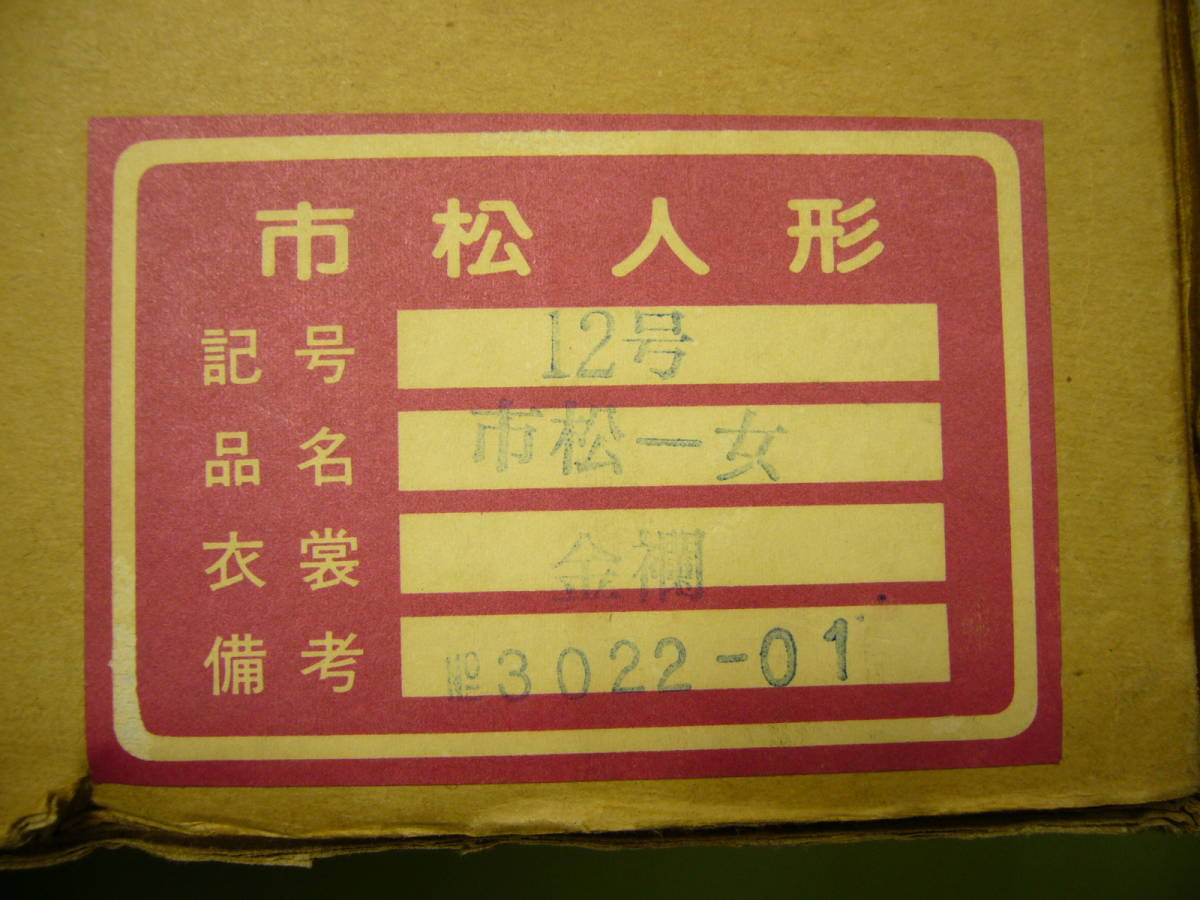 市松人形
記号 12号
品名 市松一女
衣裳 金襴
備考 №3022-01